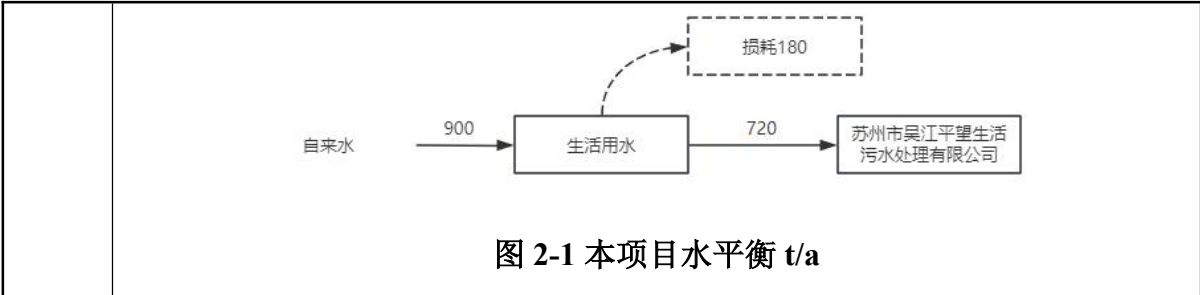 损耗180
自来水
900
生活用水
720
苏州市吴江平望生活
污水处理有限公司
图 2-1 本项目水平衡 t/a